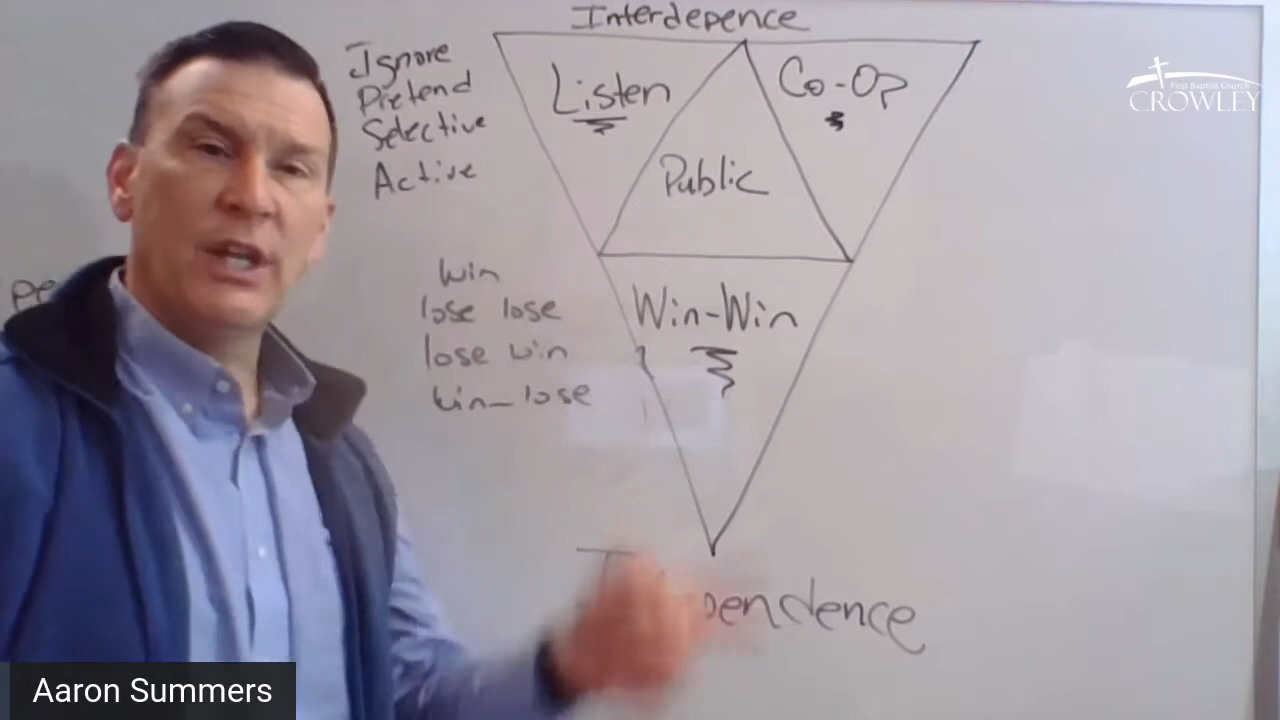 Interdepence
Ignore
Pretend
Selective
Active
Listen
Co-Op
Public
First Baptist Church
CROWLEY
win
lose lose
lose win
win-lose
Win-Win
pendence
Aaron Summers